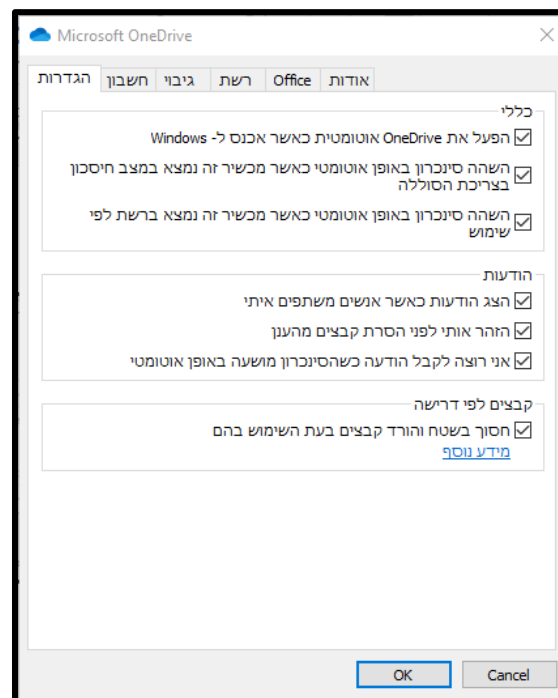 Microsoft OneDrive
הגדרות
חשבון
גיבוי
רשת
Office
אודות
כללי
הפעל את OneDrive אוטומטית כאשר אכנס ל- Windows
השהה סינכרון באופן אוטומטי כאשר מכשיר זה נמצא במצב חיסכון
בצריכת הסוללה
השהה סינכרון באופן אוטומטי כאשר מכשיר זה נמצא ברשת לפי
שימוש
הודעות
הצג הודעות כאשר אנשים משתפים איתי
הזהר אותי לפני הסרת קבצים מהענן
אני רוצה לקבל הודעה כשהסינכרון מושעה באופן אוטומטי
קבצים לפי דרישה
חסוך בשטח והורד קבצים בעת השימוש בהם
מידע נוסף
OK
Cancel